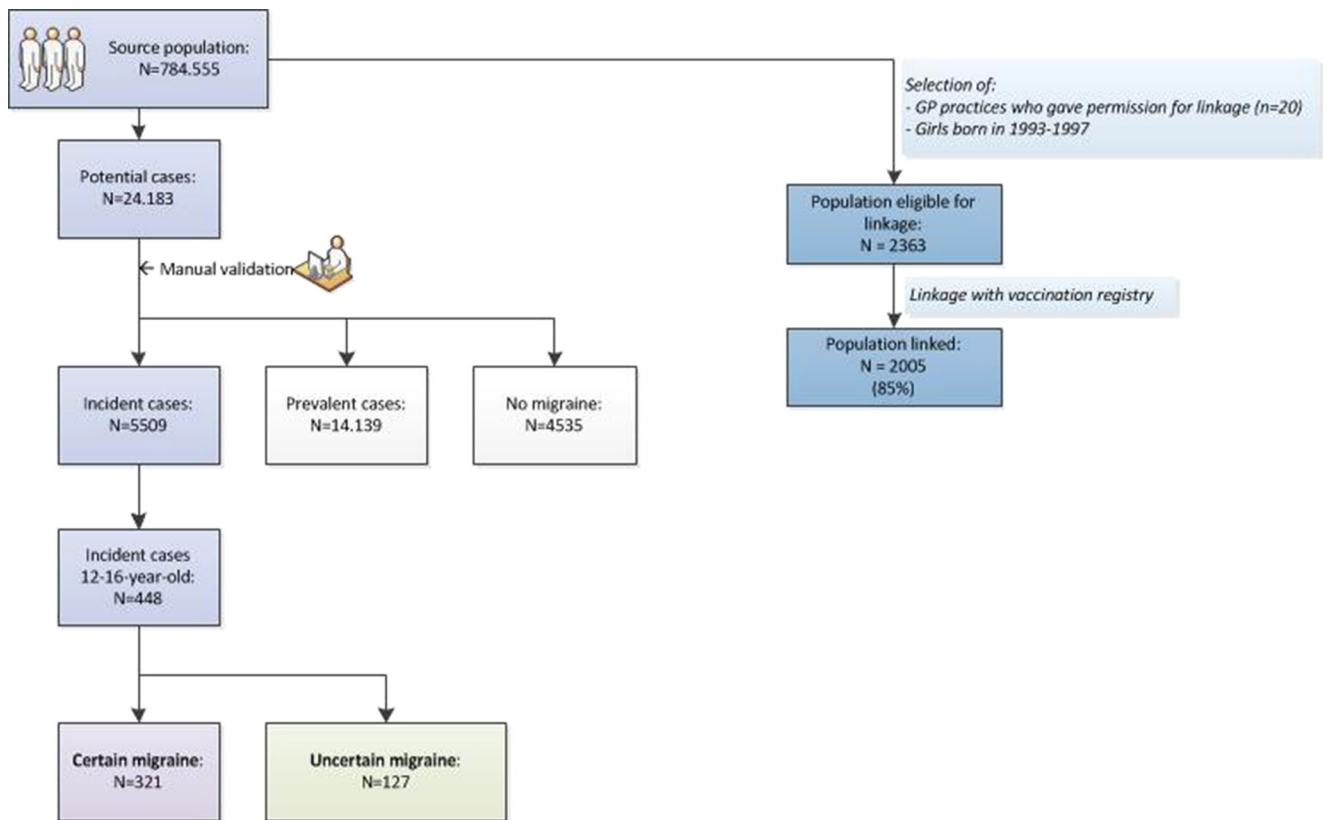 Source population:
N=784.555
Selection of:
- GP practices who gave permission for linkage (n=20)
- Girls born in 1993-1997
Potential cases:
N=24.183
Population eligible for
linkage:
N = 2363
← Manual validation
Linkage with vaccination registry
Population linked:
N = 2005
(85%)
Incident cases:
N=5509
Prevalent cases:
N=14.139
No migraine:
N=4535
Incident cases
12-16-year-old:
N=448
Certain migraine:
N=321
Uncertain migraine:
N=127